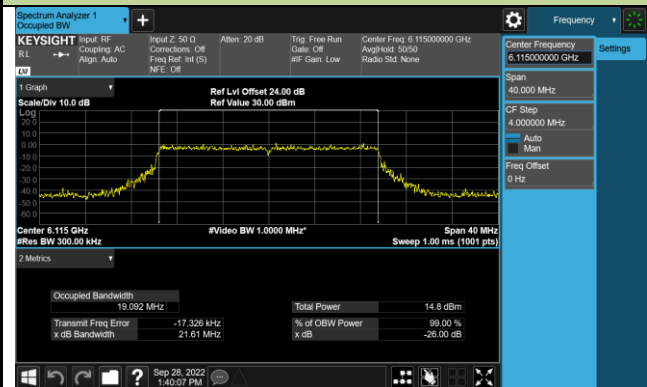 Spectrum Analyzer 1
Occupied BW
Frequency
KEYSIGHT
RL
LXI
Input: RF
Coupling: AC
Align: Auto
Input Z: 50 Ω
Corrections: Off
Freq Ref: Int (S)
NFE: Off
Atten: 20 dB
Trig: Free Run
Gate: Off
#IF Gain: Low
Center Freq: 6.115000000 GHz
Avg|Hold: 50/50
Radio Std: None
Center Frequency
6.115000000 GHz
Settings
Span
40.000 MHz
CF Step
4.000000 MHz
Auto
Man
Freq Offset
0 Hz
1 Graph
Scale/Div 10.0 dB
Ref Lvl Offset 24.00 dB
Ref Value 30.00 dBm
Log
20.0
10.0
0.00
-10.0
-20.0
-30.0
-40.0
-50.0
-60.0
Center 6.115 GHz
#Video BW 1.0000 MHz*
Span 40 MHz
#Res BW 300.00 kHz
Sweep 1.00 ms (1001 pts)
2 Metrics
Occupied Bandwidth
19.092 MHz
Total Power 14.8 dBm
Transmit Freq Error -17.326 kHz
% of OBW Power 99.00 %
x dB Bandwidth 21.61 MHz
x dB -26.00 dB
Sep 28, 2022
1:40:07 PM